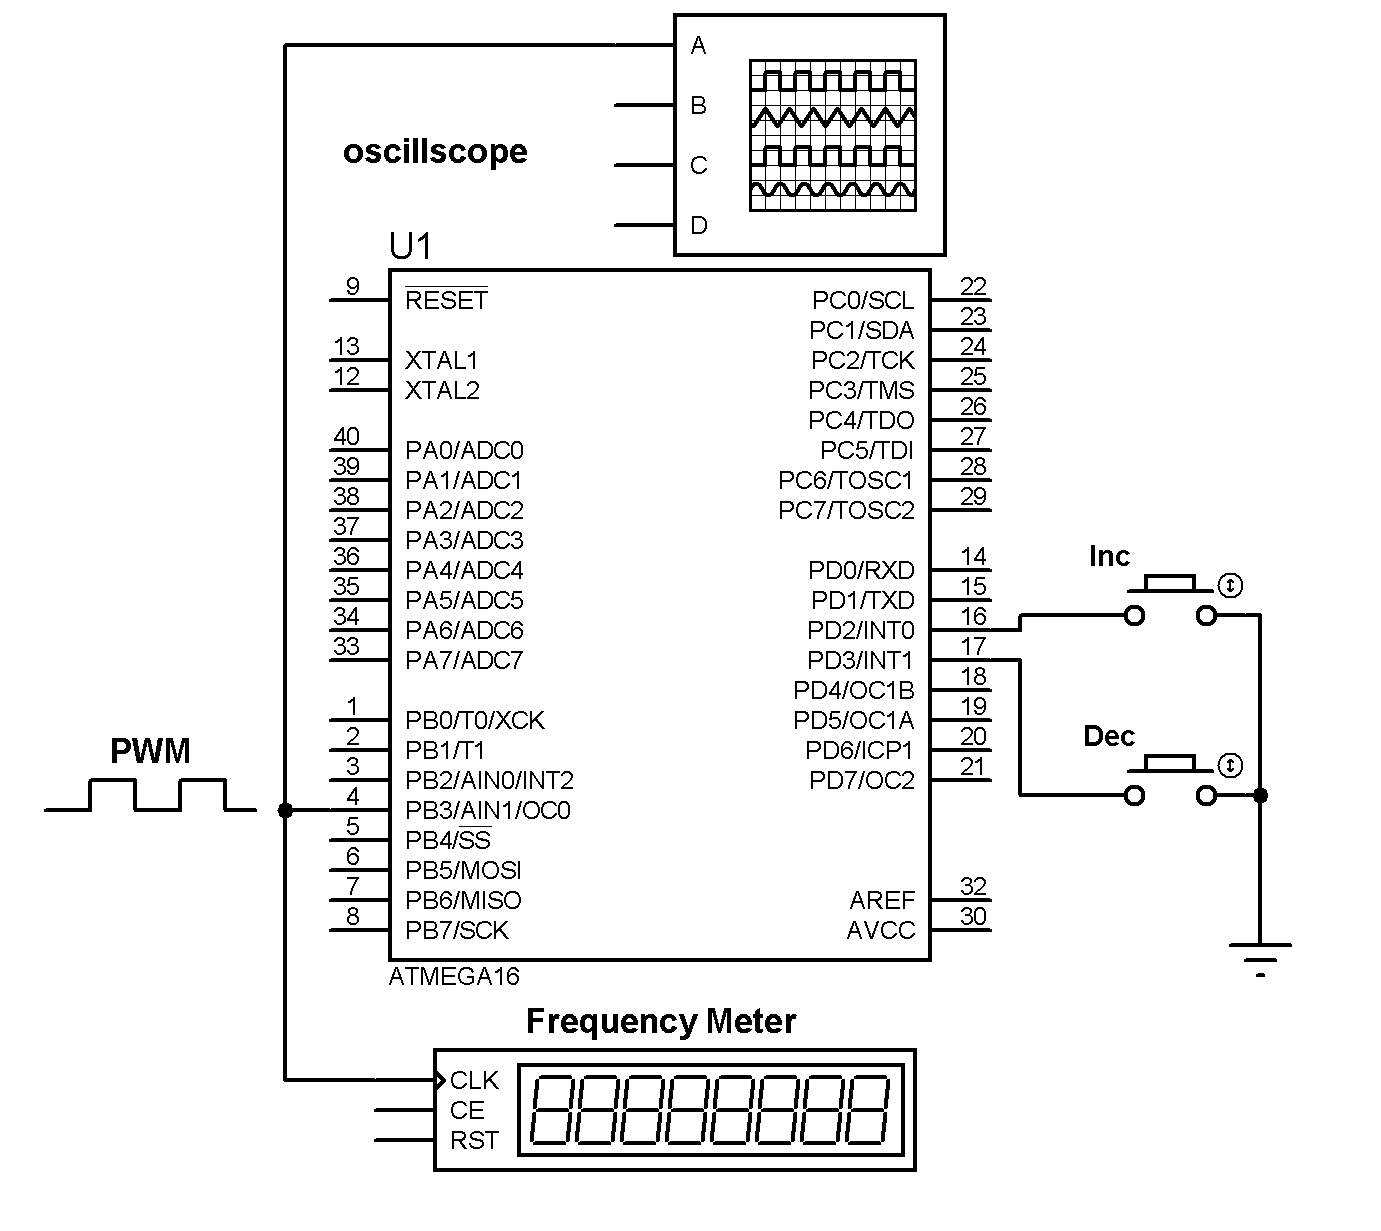 A
B
oscillscope
C
D
U1
9 RESET PC0/SCL 22
PC1/SDA 23
13 XTAL1 PC2/TCK 24
12 XTAL2 PC3/TMS 25
PC4/TDO 26
40 PA0/ADC0 PC5/TDI 27
39 PA1/ADC1 PC6/TOSC1 28
38 PA2/ADC2 PC7/TOSC2 29
37 PA3/ADC3
Inc
36 PA4/ADC4 PD0/RXD 14
35 PA5/ADC5 PD1/TXD 15
34 PA6/ADC6 PD2/INT0 16
33 PA7/ADC7 PD3/INT1 17
PD4/OC1B 18
1 PB0/T0/XCK PD5/OC1A 19
Dec
PWM
2 PB1/T1 PD6/ICP1 20
3 PB2/AIN0/INT2 PD7/OC2 21
4 PB3/AIN1/OC0
5 PB4/SS
6 PB5/MOSI
7 PB6/MISO AREF 32
8 PB7/SCK AVCC 30
ATMEGA16
Frequency Meter
CLK
CE
RST